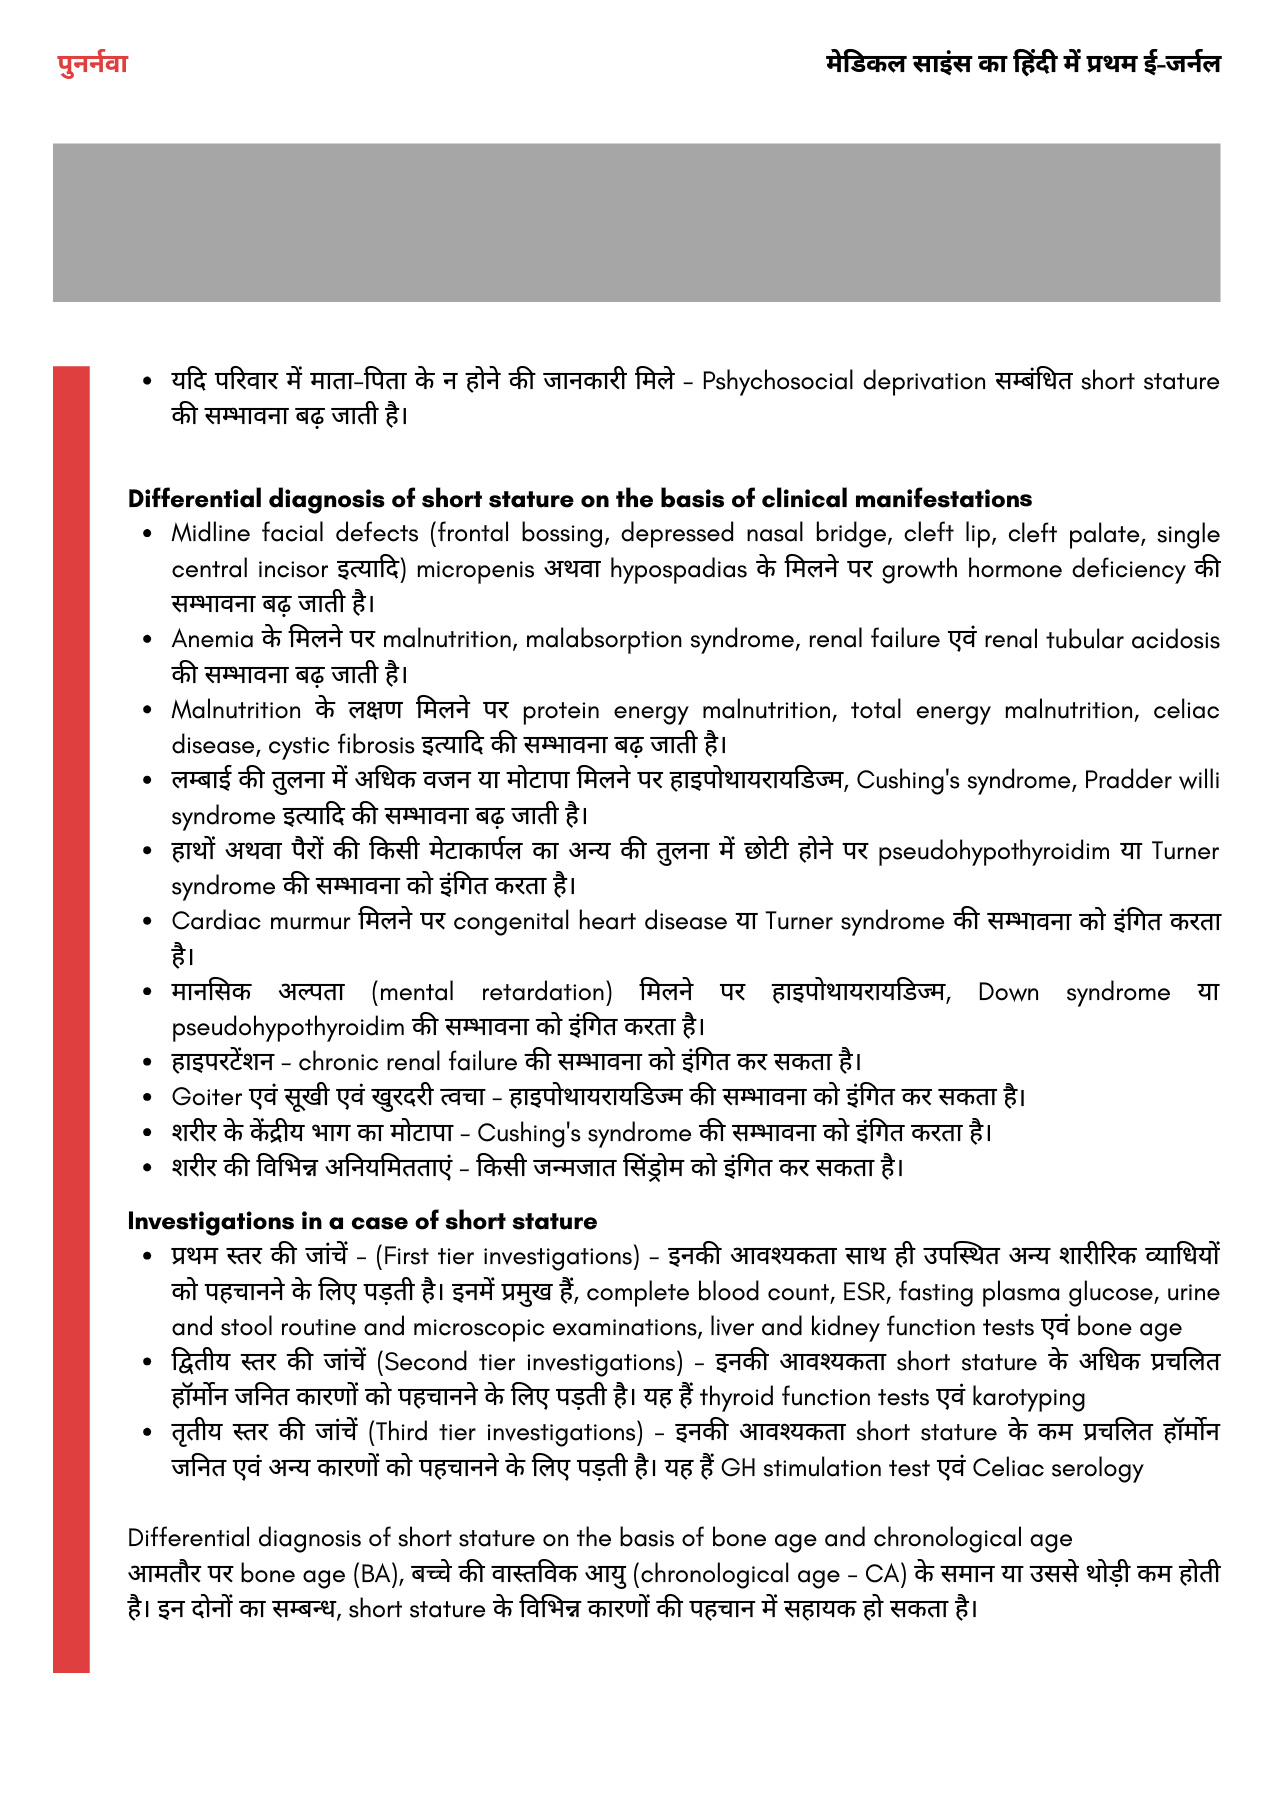 पुनर्नवा
मेडिकल साइंस का हिंदी में प्रथम ई-जर्नल
• यदि परिवार में माता-पिता के न होने की जानकारी मिले - Pshychosocial deprivation सम्बंधित short stature
की सम्भावना बढ़ जाती है।
Differential diagnosis of short stature on the basis of clinical manifestations
• Midline facial defects (frontal bossing, depressed nasal bridge, cleft lip, cleft palate, single
central incisor इत्यादि) micropenis अथवा hypospadias के मिलने पर growth hormone deficiency की
सम्भावना बढ़ जाती है।
• Anemia के मिलने पर malnutrition, malabsorption syndrome, renal failure एवं renal tubular acidosis
की सम्भावना बढ़ जाती है।
• Malnutrition के लक्षण मिलने पर protein energy malnutrition, total energy malnutrition, celiac
disease, cystic fibrosis इत्यादि की सम्भावना बढ़ जाती है।
• लम्बाई की तुलना में अधिक वजन या मोटापा मिलने पर हाइपोथायरायडिज्म, Cushing's syndrome, Pradder willi
syndrome इत्यादि की सम्भावना बढ़ जाती है।
• हाथों अथवा पैरों की किसी मेटाकार्पल का अन्य की तुलना में छोटी होने पर pseudohypothyroidim या Turner
syndrome की सम्भावना को इंगित करता है।
• Cardiac murmur मिलने पर congenital heart disease या Turner syndrome की सम्भावना को इंगित करता
है।
• मानसिक अल्पता (mental retardation) मिलने पर हाइपोथायरायडिज्म, Down syndrome या
pseudohypothyroidim की सम्भावना को इंगित करता है।
• हाइपरटेंशन - chronic renal failure की सम्भावना को इंगित कर सकता है।
• Goiter एवं सूखी एवं खुरदरी त्वचा - हाइपोथायरायडिज्म की सम्भावना को इंगित कर सकता है।
• शरीर के केंद्रीय भाग का मोटापा - Cushing's syndrome की सम्भावना को इंगित करता है।
• शरीर की विभिन्न अनियमितताएं - किसी जन्मजात सिंड्रोम को इंगित कर सकता है।
Investigations in a case of short stature
• प्रथम स्तर की जांचें - (First tier investigations) - इनकी आवश्यकता साथ ही उपस्थित अन्य शारीरिक व्याधियों
को पहचानने के लिए पड़ती है। इनमें प्रमुख हैं, complete blood count, ESR, fasting plasma glucose, urine
and stool routine and microscopic examinations, liver and kidney function tests एवं bone age
• द्वितीय स्तर की जांचें (Second tier investigations) - इनकी आवश्यकता short stature के अधिक प्रचलित
हॉर्मोन जनित कारणों को पहचानने के लिए पड़ती है। यह हैं thyroid function tests एवं karotyping
• तृतीय स्तर की जांचें (Third tier investigations) - इनकी आवश्यकता short stature के कम प्रचलित हॉर्मोन
जनित एवं अन्य कारणों को पहचानने के लिए पड़ती है। यह हैं GH stimulation test एवं Celiac serology
Differential diagnosis of short stature on the basis of bone age and chronological age
आमतौर पर bone age (BA), बच्चे की वास्तविक आयु (chronological age - CA) के समान या उससे थोड़ी कम होती
है। इन दोनों का सम्बन्ध, short stature के विभिन्न कारणों की पहचान में सहायक हो सकता है।